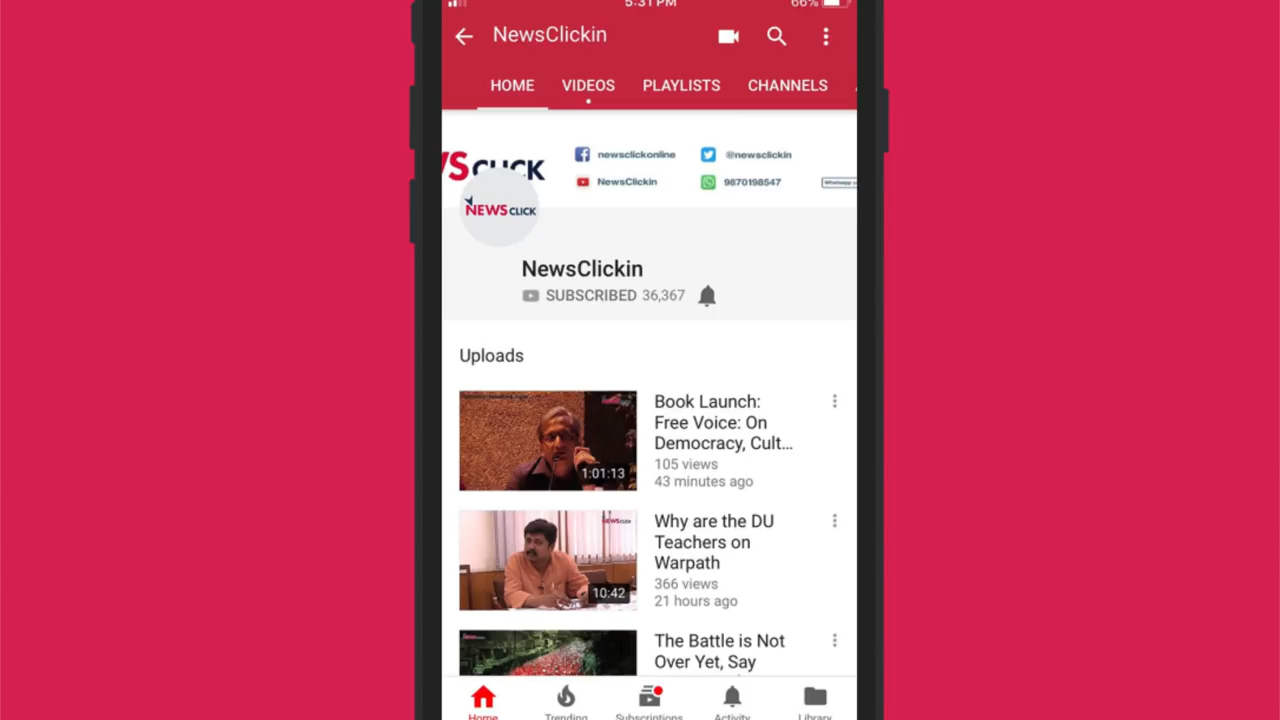 5:31 PM
66%
NewsClickin
HOME VIDEOS PLAYLISTS CHANNELS
CLICK
newsclickonline
@newsclickin
NewsClickin
9870198547
Whatsapp
NEWSCLICK
NewsClickin
SUBSCRIBED 36,367
Uploads
Book Launch:
Free Voice: On
Democracy, Cult...
105 views
43 minutes ago
1:01:13
Why are the DU
Teachers on
Warpath
366 views
21 hours ago
NEWSCLICK
10:42
The Battle is Not
Over Yet, Say
Home Trending Subscriptions Activity Library